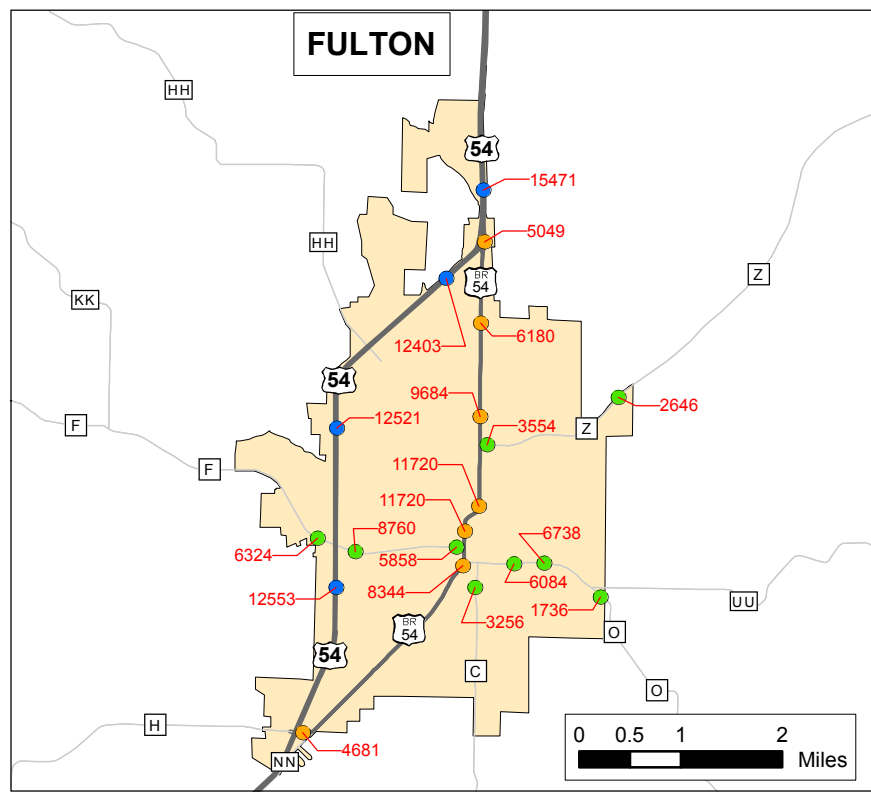 FULTON
HH
54
15471
HH
5049
Z
BR
54
KK
12403
6180
54
9684
2646
12521
F
3554
Z
F
11720
11720
8760
6738
6324
5858
6084
8344
12553
3256
1736
UU
BR
54
O
54
C
O
H
4681
NN
0 0.5 1 2
Miles